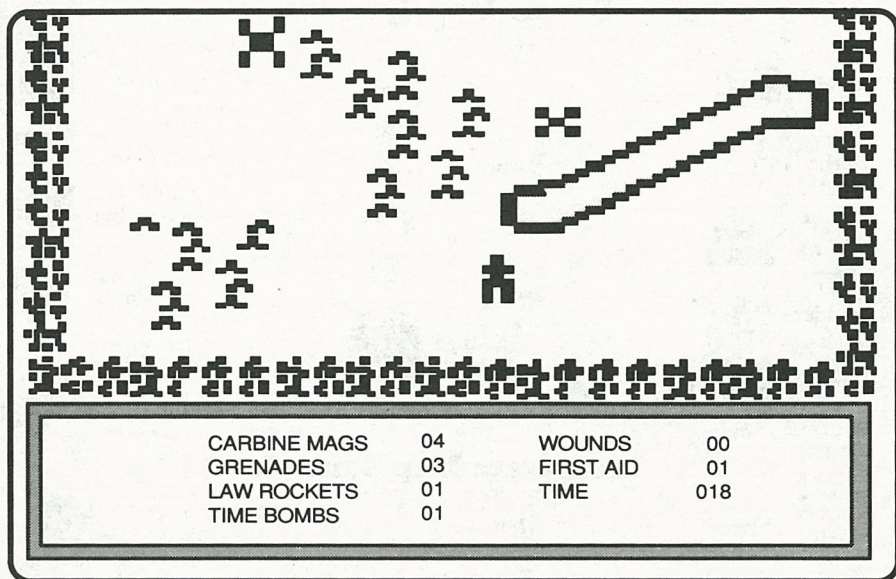 CARBINE MAGS 04 WOUNDS 00
GRENADES 03 FIRST AID 01
LAW ROCKETS 01 TIME 018
TIME BOMBS 01